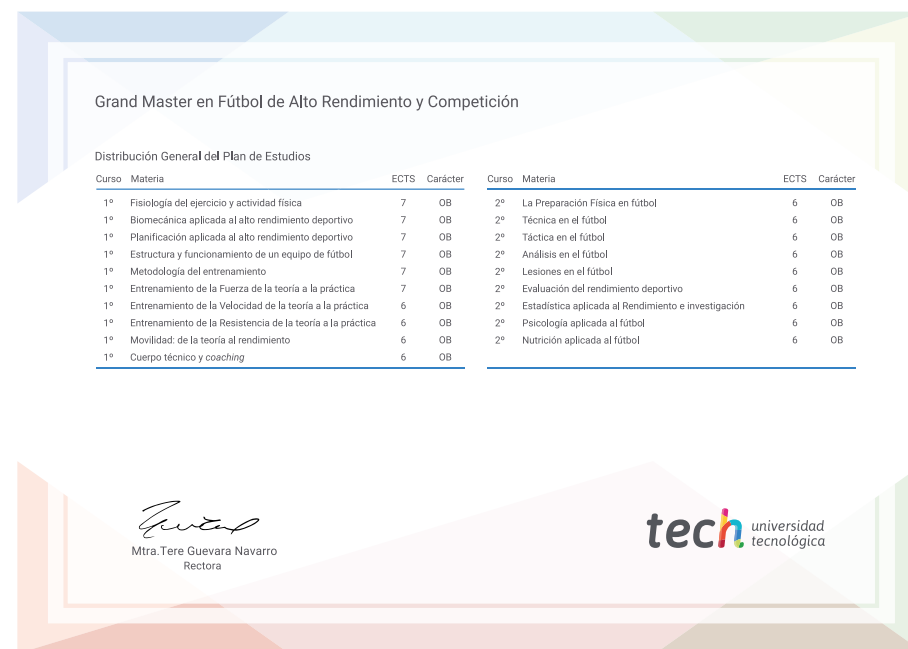 Grand Master en Fútbol de Alto Rendimiento y Competición
Distribución General del Plan de Estudios
Curso Materia ECTS Carácter
1º Fisiología del ejercicio y actividad física 7 OB
1º Biomecánica aplicada al alto rendimiento deportivo 7 OB
1º Planificación aplicada al alto rendimiento deportivo 7 OB
1º Estructura y funcionamiento de un equipo de fútbol 7 OB
1º Metodología del entrenamiento 7 OB
1º Entrenamiento de la Fuerza de la teoría a la práctica 7 OB
1º Entrenamiento de la Velocidad de la teoría a la práctica 6 OB
1º Entrenamiento de la Resistencia de la teoría a la práctica 6 OB
1º Movilidad: de la teoría al rendimiento 6 OB
1º Cuerpo técnico y coaching 6 OB
Curso Materia ECTS Carácter
2º La Preparación Física en fútbol 6 OB
2º Técnica en el fútbol 6 OB
2º Táctica en el fútbol 6 OB
2º Análisis en el fútbol 6 OB
2º Lesiones en el fútbol 6 OB
2º Evaluación del rendimiento deportivo 6 OB
2º Estadística aplicada al Rendimiento e investigación 6 OB
2º Psicología aplicada al fútbol 6 OB
2º Nutrición aplicada al fútbol 6 OB
Mtra.Tere Guevara Navarro
Rectora
tech universidad
tecnológica